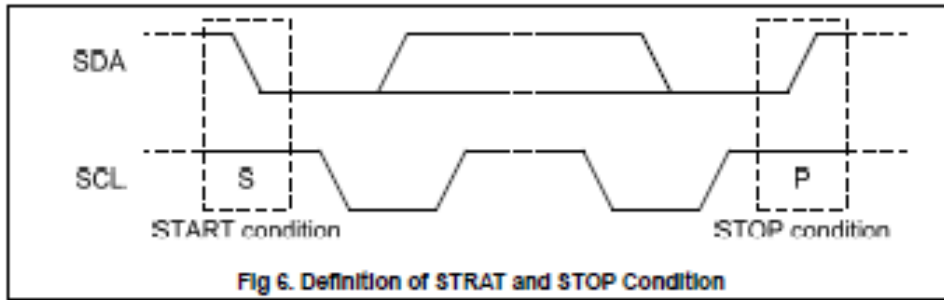 SDA
SCL
S
P
START condition
STOP condition
Fig 6. Definition of STRAT and STOP Condition